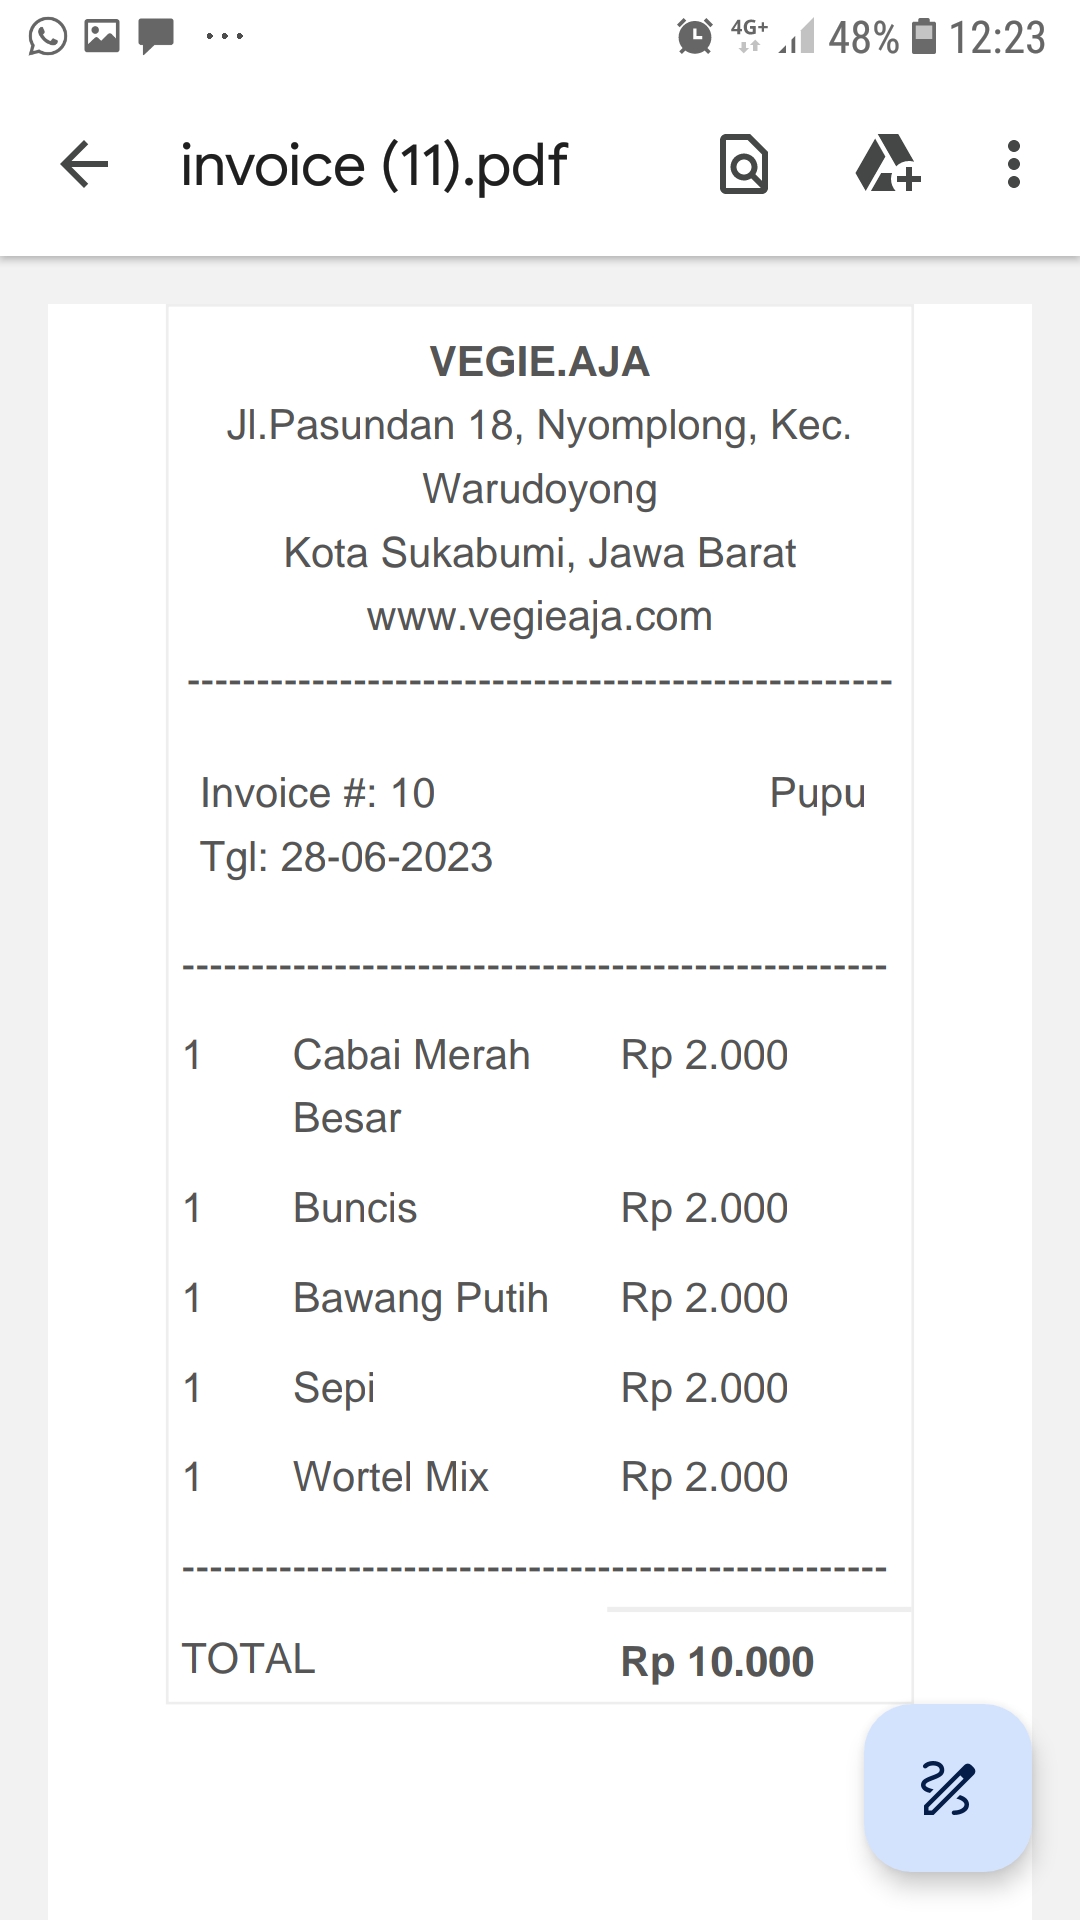 4G+ 48% 12:23
invoice (11).pdf
VEGIE.AJA
Jl.Pasundan 18, Nyomplong, Kec.
Warudoyong
Kota Sukabumi, Jawa Barat
www.vegieaja.com
---------------------------------------------------
Invoice #: 10 Pupu
Tgl: 28-06-2023
---------------------------------------------------
1 Cabai Merah Rp 2.000
Besar
1 Buncis Rp 2.000
1 Bawang Putih Rp 2.000
1 Sepi Rp 2.000
1 Wortel Mix Rp 2.000
---------------------------------------------------
TOTAL Rp 10.000